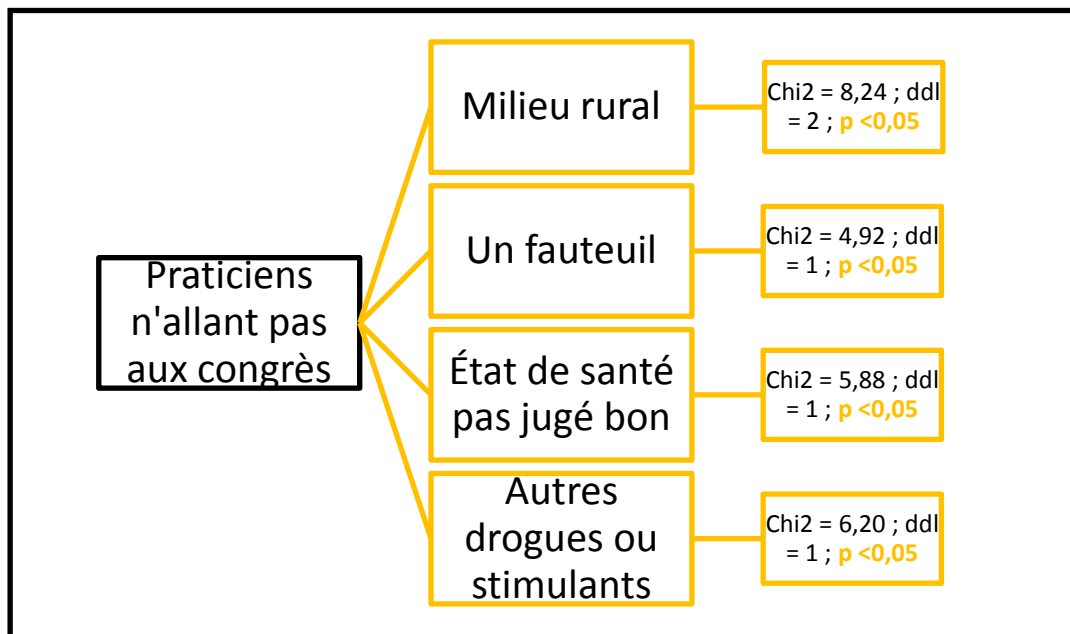 Praticiens
n'allant pas
aux congrès
Milieu rural
Chi2 = 8,24 ; ddl
= 2 ; p <0,05
Un fauteuil
Chi2 = 4,92 ; ddl
= 1 ; p <0,05
État de santé
pas jugé bon
Chi2 = 5,88 ; ddl
= 1 ; p <0,05
Autres
drogues ou
stimulants
Chi2 = 6,20 ; ddl
= 1 ; p <0,05